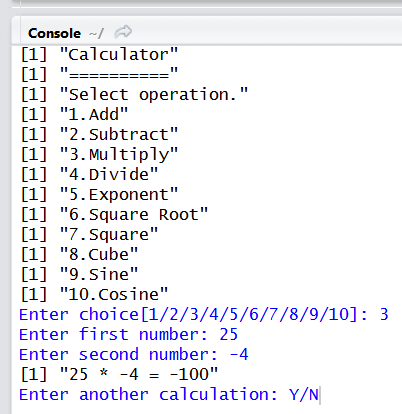 Console ~/
[1] "Calculator"
[1] "=========="
[1] "Select operation."
[1] "1.Add"
[1] "2.Subtract"
[1] "3.Multiply"
[1] "4.Divide"
[1] "5.Exponent"
[1] "6.Square Root"
[1] "7.Square"
[1] "8.Cube"
[1] "9.Sine"
[1] "10.Cosine"
Enter choice[1/2/3/4/5/6/7/8/9/10]: 3
Enter first number: 25
Enter second number: -4
[1] "25 * -4 = -100"
Enter another calculation: Y/N